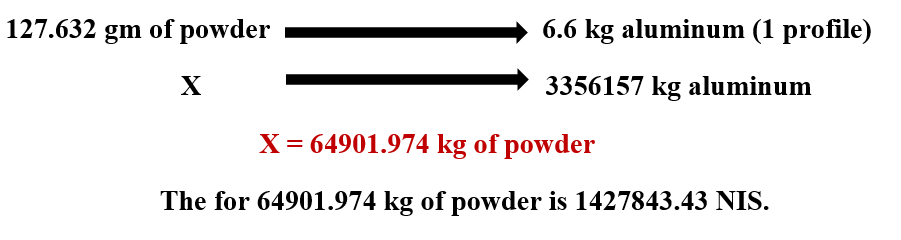 127.632 gm of powder 6.6 kg aluminum (1 profile)
X 3356157 kg aluminum
X = 64901.974 kg of powder
The for 64901.974 kg of powder is 1427843.43 NIS.